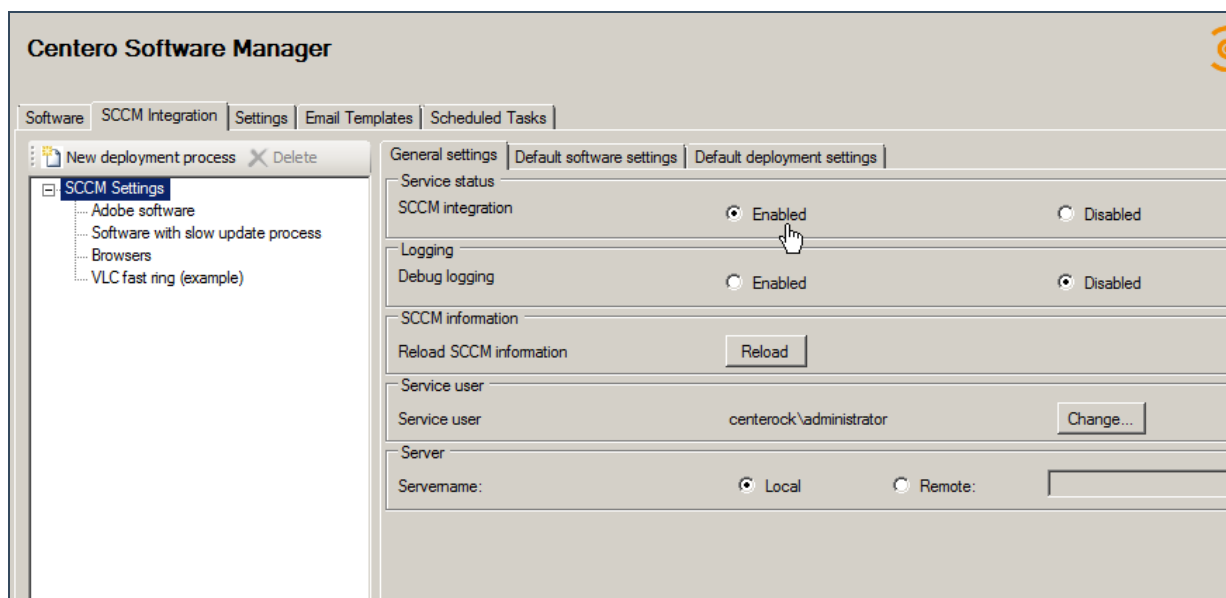 Centero Software Manager
Software SCCM Integration Settings Email Templates Scheduled Tasks
New deployment process Delete
SCCM Settings
Adobe software
Software with slow update process
Browsers
VLC fast ring (example)
General settings Default software settings Default deployment settings
Service status
SCCM integration Enabled Disabled
Logging
Debug logging Enabled Disabled
SCCM information
Reload SCCM information Reload
Service user
Service user centerock\administrator Change...
Server
Servername: Local Remote: